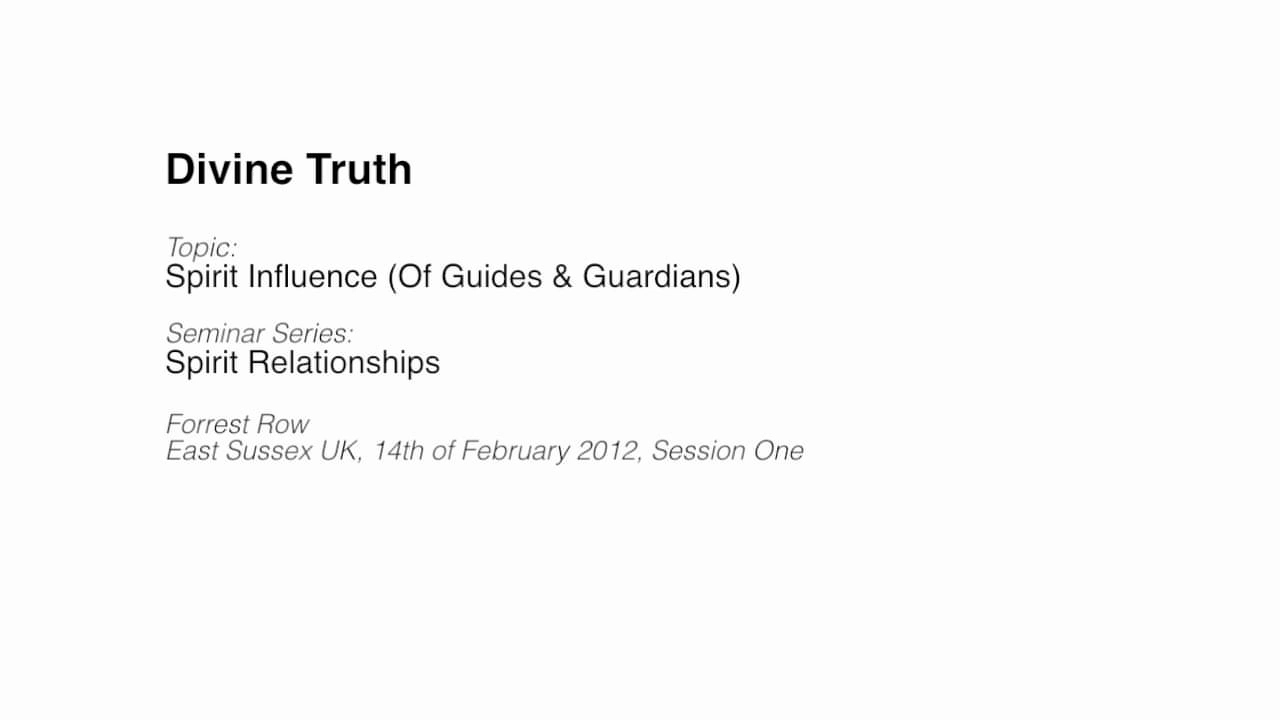 Divine Truth
Topic:
Spirit Influence (Of Guides & Guardians)
Seminar Series:
Spirit Relationships
Forrest Row
East Sussex UK, 14th of February 2012, Session One